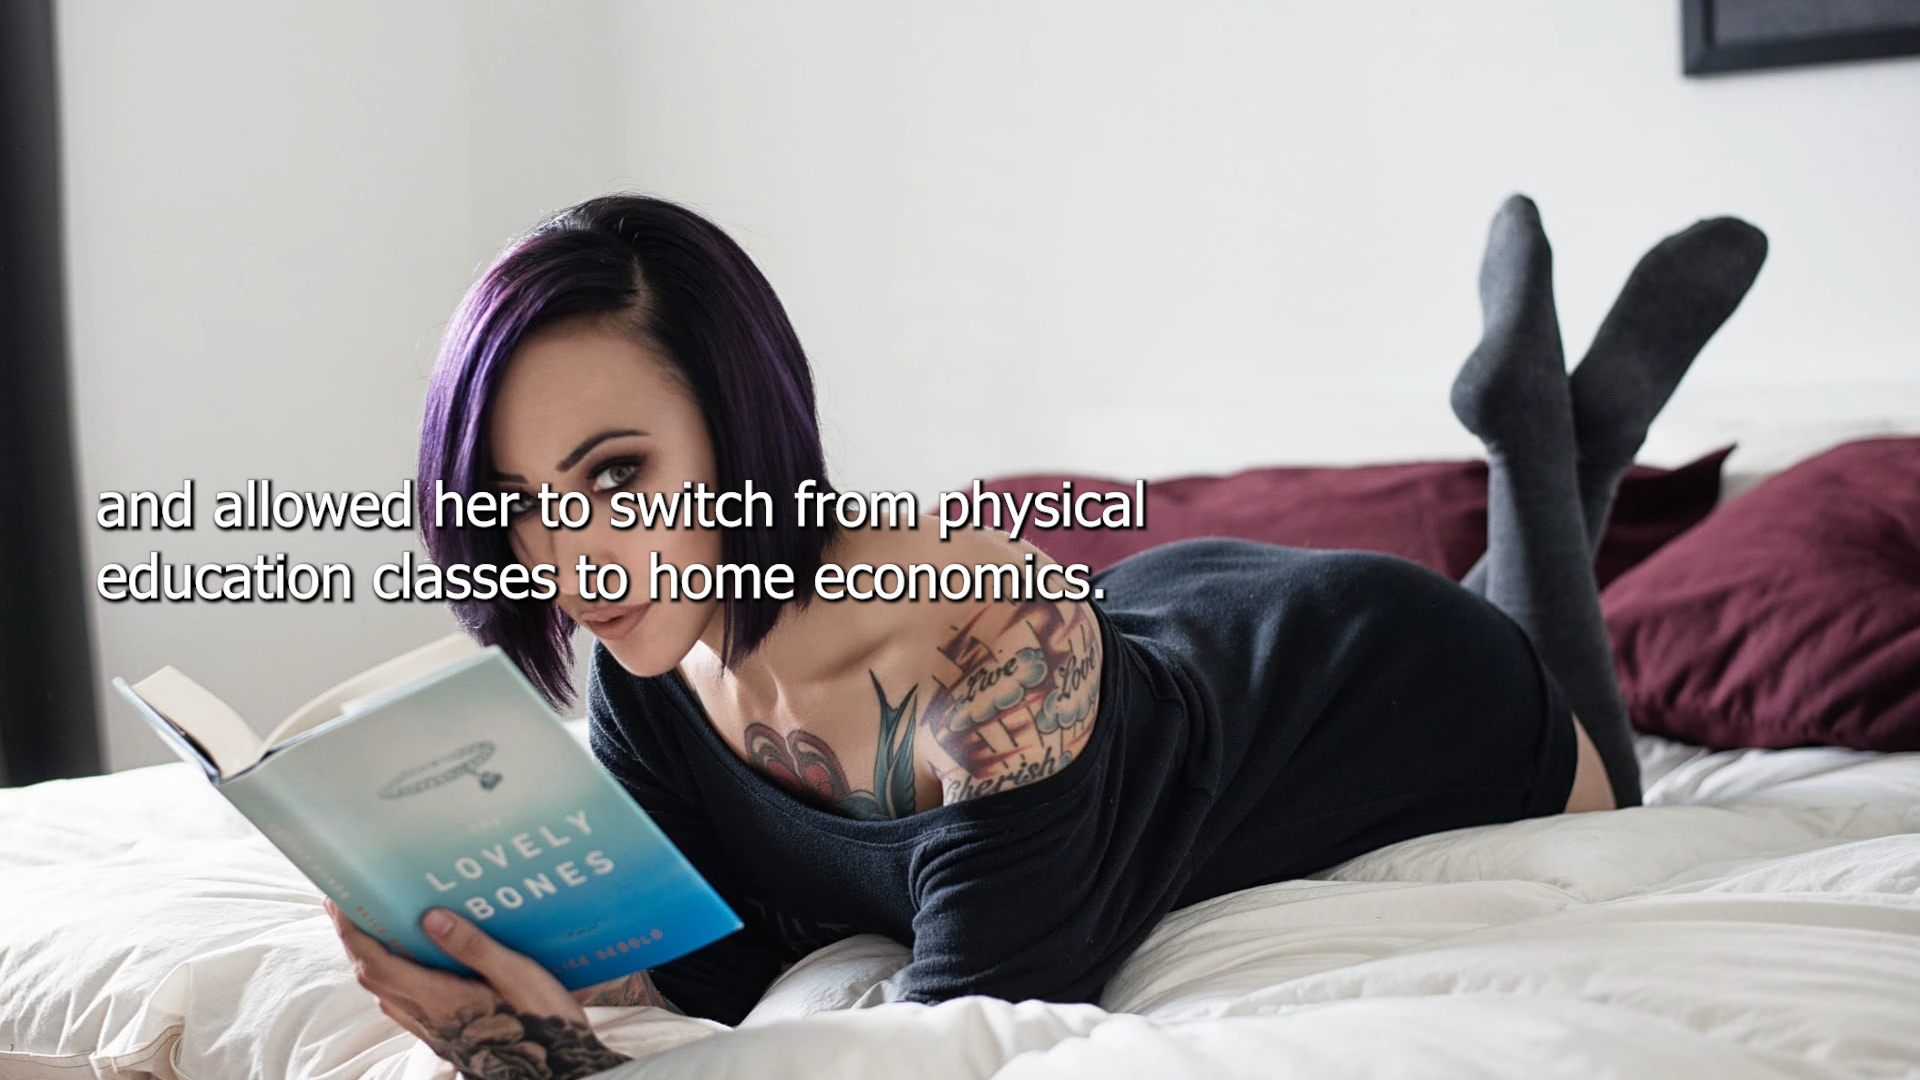 and allowed her to switch from physical
education classes to home economics.
Live
Love
Cherish
LOVELY
BONES